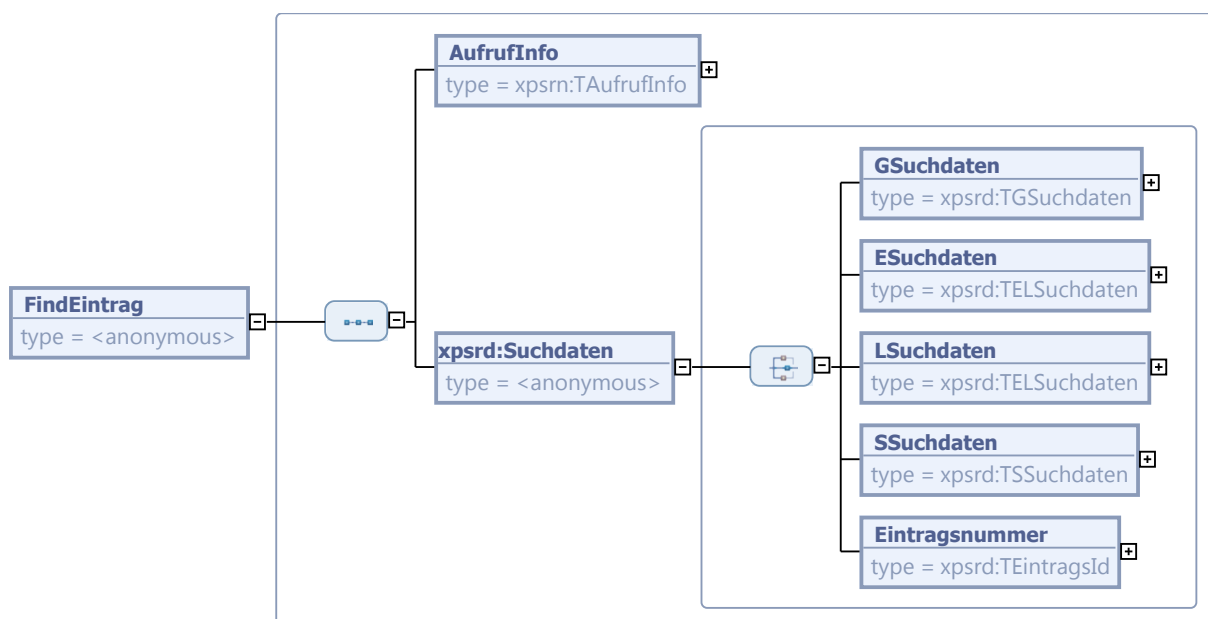 AufrufInfo
type = xpsrn:TAufrufInfo
GSuchdaten
type = xpsrd:TGSuchdaten
ESuchdaten
type = xpsrd:TELSuchdaten
FindEintrag
type = <anonymous>
xpsrd:Suchdaten
type = <anonymous>
LSuchdaten
type = xpsrd:TELSuchdaten
SSuchdaten
type = xpsrd:TSSuchdaten
Eintragsnummer
type = xpsrd:TEintragsId